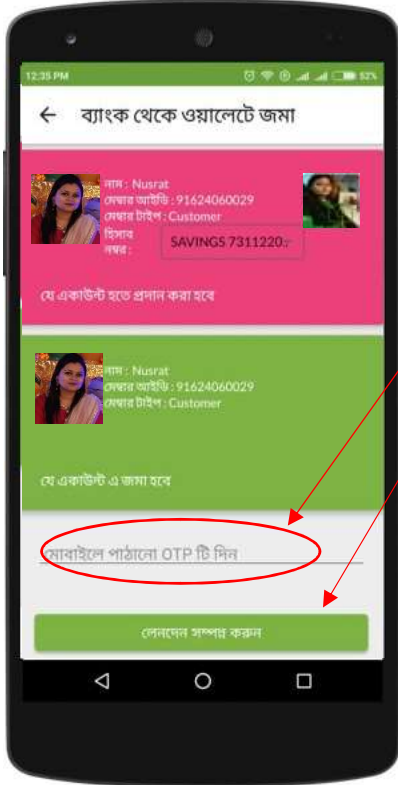 12:35 PM 52%
ব্যাংক থেকে ওয়ালেটে জমা
নাম : Nusrat
মেম্বার আইডি : 91624060029
মেম্বার টাইপ : Customer
হিসাব নম্বর : SAVINGS 7311220..
যে একাউন্ট হতে প্রদান করা হবে
নাম : Nusrat
মেম্বার আইডি : 91624060029
মেম্বার টাইপ : Customer
যে একাউন্ট এ জমা হবে
মোবাইলে পাঠানো OTP টি দিন
লেনদেন সম্পন্ন করুন